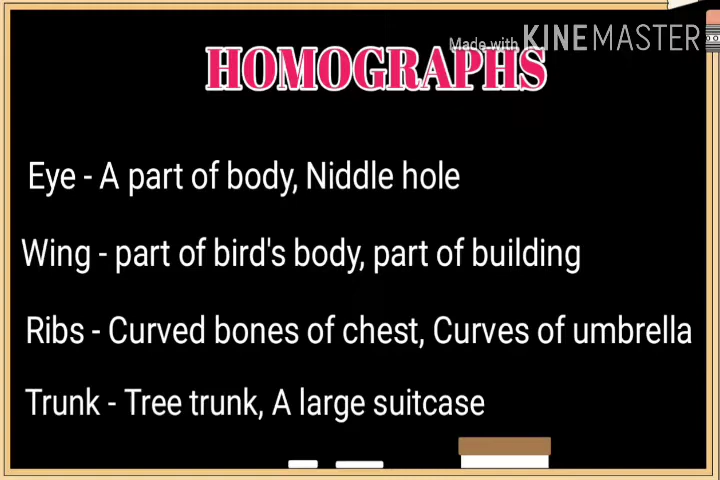 Made with KINEMASTER
HOMOGRAPHS
Eye - A part of body, Niddle hole
Wing - part of bird's body, part of building
Ribs - Curved bones of chest, Curves of umbrella
Trunk - Tree trunk, A large suitcase